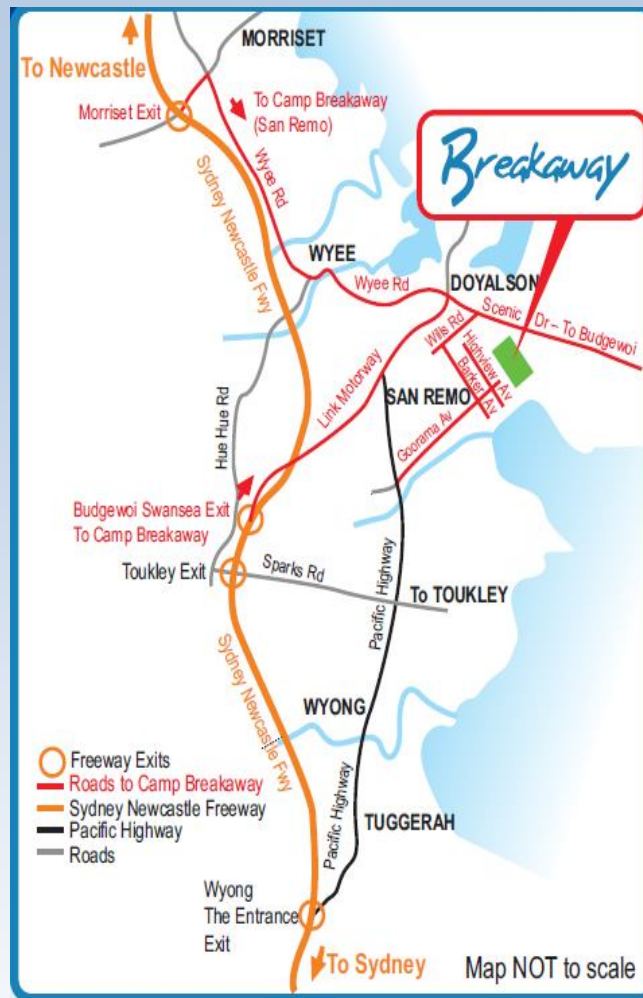 MORRISET
To Newcastle
Morriset Exit
To Camp Breakaway
(San Remo)
Breakaway
Wyee Rd
Sydney Newcastle Fwy
WYEE
Wyee Rd
DOYALSON
Scenic Dr – To Budgewoi
Wills Rd
Highview Av
Barker Av
Link Motorway
SAN REMO
Goorama Av
Hue Hue Rd
Budgewoi Swansea Exit
To Camp Breakaway
Toukley Exit
Sparks Rd
Pacific Highway
To TOUKLEY
Sydney Newcastle Fwy
WYONG
Freeway Exits
Roads to Camp Breakaway
Sydney Newcastle Freeway
Pacific Highway
Roads
Pacific Highway
TUGGERAH
Wyong
The Entrance
Exit
To Sydney
Map NOT to scale